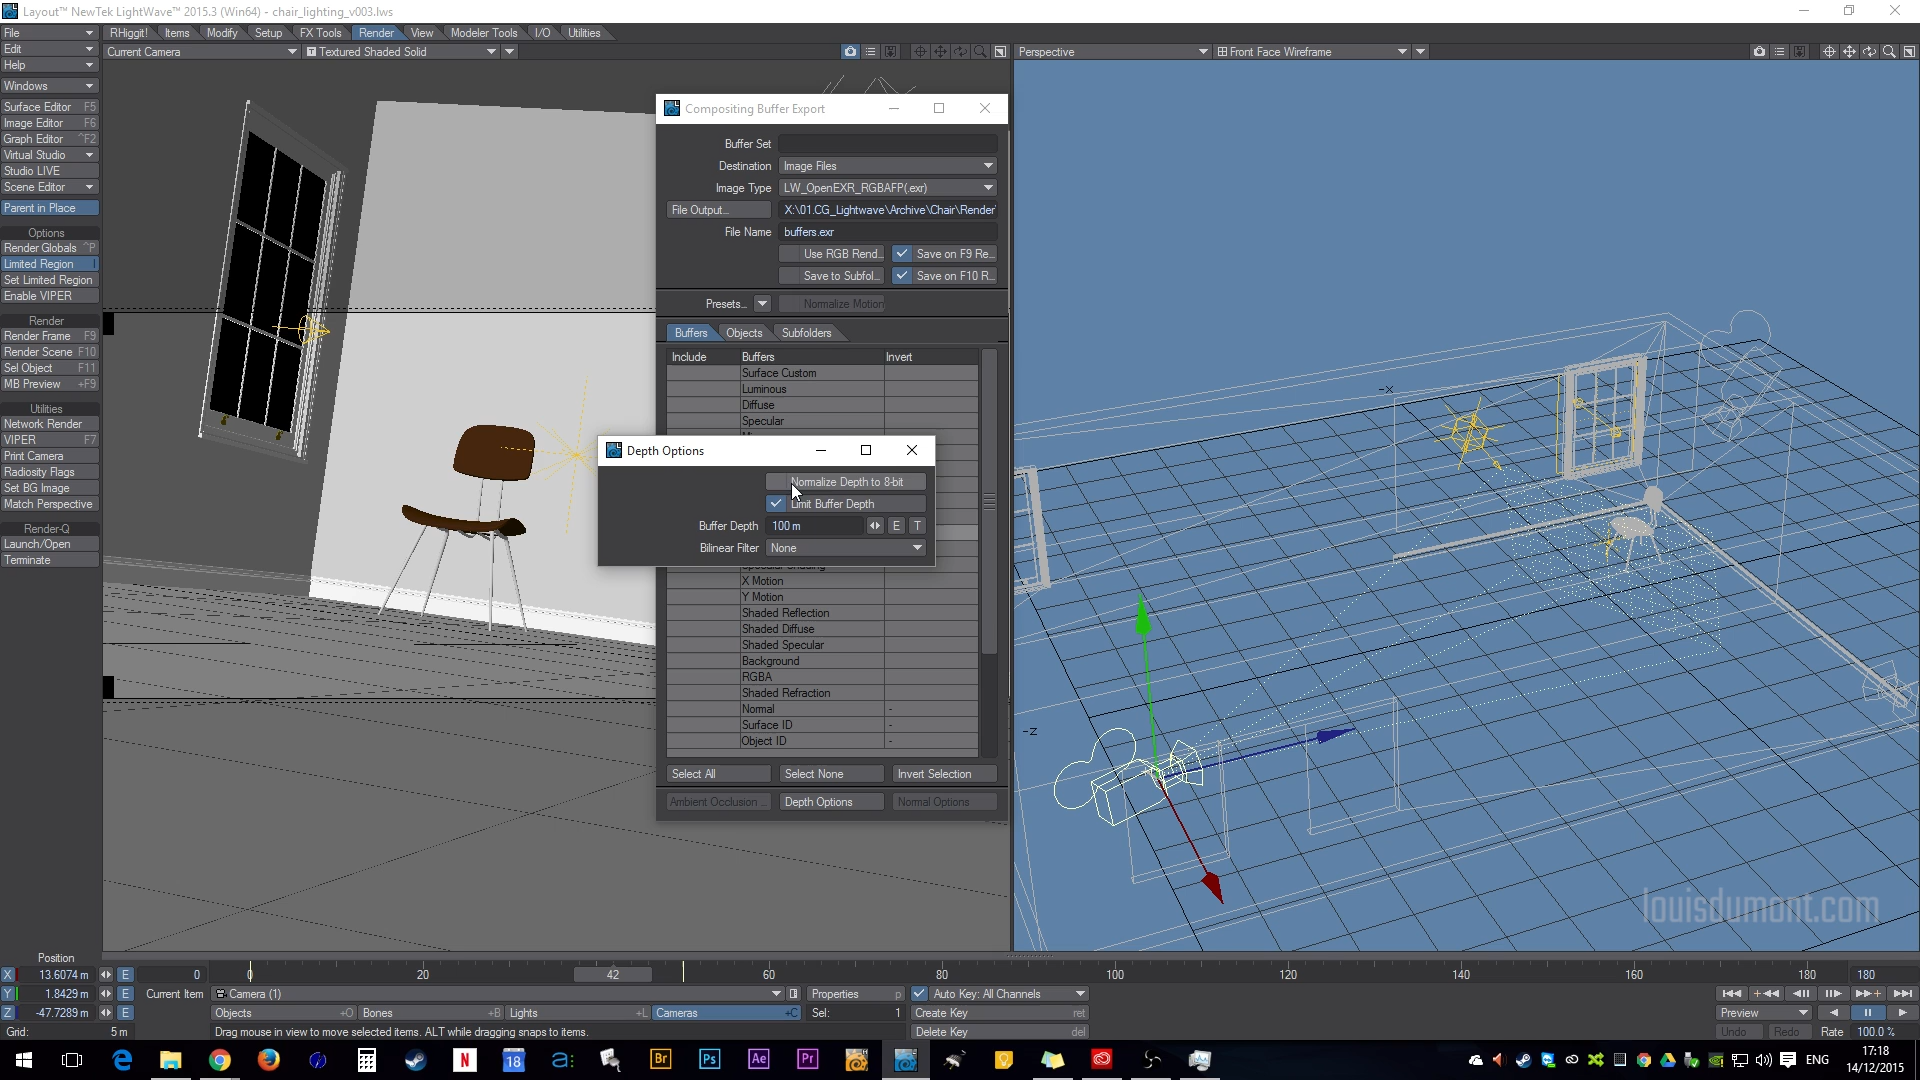 Layout™ NewTek LightWave™ 2015.3 (Win64) - chair_lighting_v003.lws
File
Edit
Help
Windows
Surface Editor F5
Image Editor F6
Graph Editor ^F2
Virtual Studio
Studio LIVE
Scene Editor
Parent in Place
Options
Render Globals ^P
Limited Region l
Set Limited Region
Enable VIPER
Render
Render Frame F9
Render Scene F10
Sel Object F11
MB Preview +F9
Utilities
Network Render
VIPER F7
Print Camera
Radiosity Flags
Set BG Image
Match Perspective
Render-Q
Launch/Open
Terminate
RHiggit! Items Modify Setup FX Tools Render View Modeler Tools I/O Utilities
Current Camera T Textured Shaded Solid
Perspective Front Face Wireframe
Compositing Buffer Export
Buffer Set
Destination Image Files
Image Type LW_OpenEXR_RGBAFP(.exr)
File Output... X:\01.CG_Lightwave\Archive\Chair\Render\
File Name buffers.exr
Use RGB Rend... Save on F9 Re...
Save to Subfol... Save on F10 R...
Presets... Normalize Motion
Buffers Objects Subfolders
Include Buffers Invert
Surface Custom
Luminous
Diffuse
Specular
Depth Options
Normalize Depth to 8-bit
Limit Buffer Depth
Buffer Depth 100 m E T
Bilinear Filter None
X Motion
Y Motion
Shaded Reflection
Shaded Diffuse
Shaded Specular
Background
RGBA
Shaded Refraction
Normal -
Surface ID -
Object ID -
Select All Select None Invert Selection
Ambient Occlusion ... Depth Options Normal Options
-X
-Z
louisdumont.com
Position
X 13.6074 m E
Y 1.8429 m E
Z -47.7289 m E
Grid: 5 m
0 0 20 42 60 80 100 120 140 160 180 180
Current Item Camera (1) Properties p Auto Key: All Channels
Objects +O Bones +B Lights +L Cameras +C Sel: 1 Create Key ret
Drag mouse in view to move selected items. ALT while dragging snaps to items. Delete Key del
Preview
Undo Redo Rate 100.0 %
N 18 a: Br Ps Ae Pr
ENG
17:18
14/12/2015